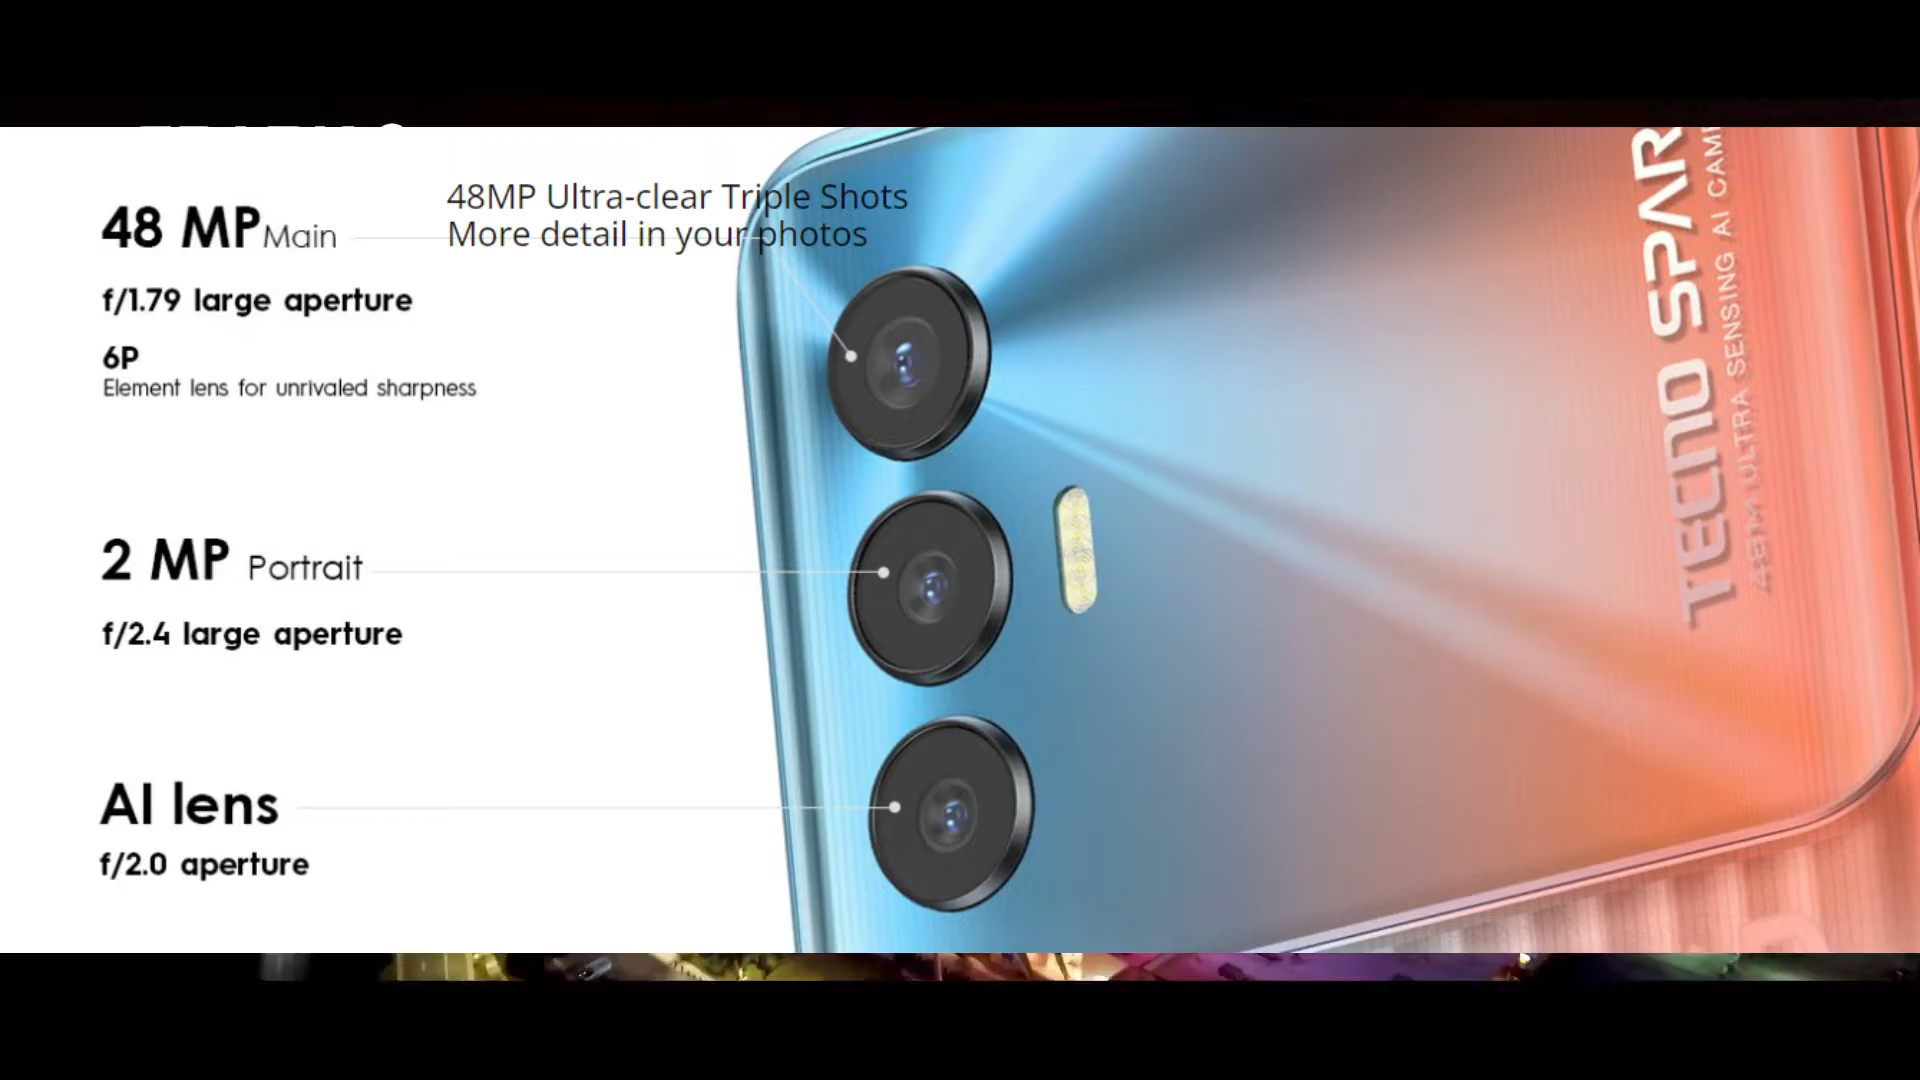 48MP Ultra-clear Triple Shots
More detail in your photos
48 MP Main
f/1.79 large aperture
6P
Element lens for unrivaled sharpness
2 MP Portrait
f/2.4 large aperture
AI lens
f/2.0 aperture
TECNO SPAR
48M ULTRA SENSING AI CAM